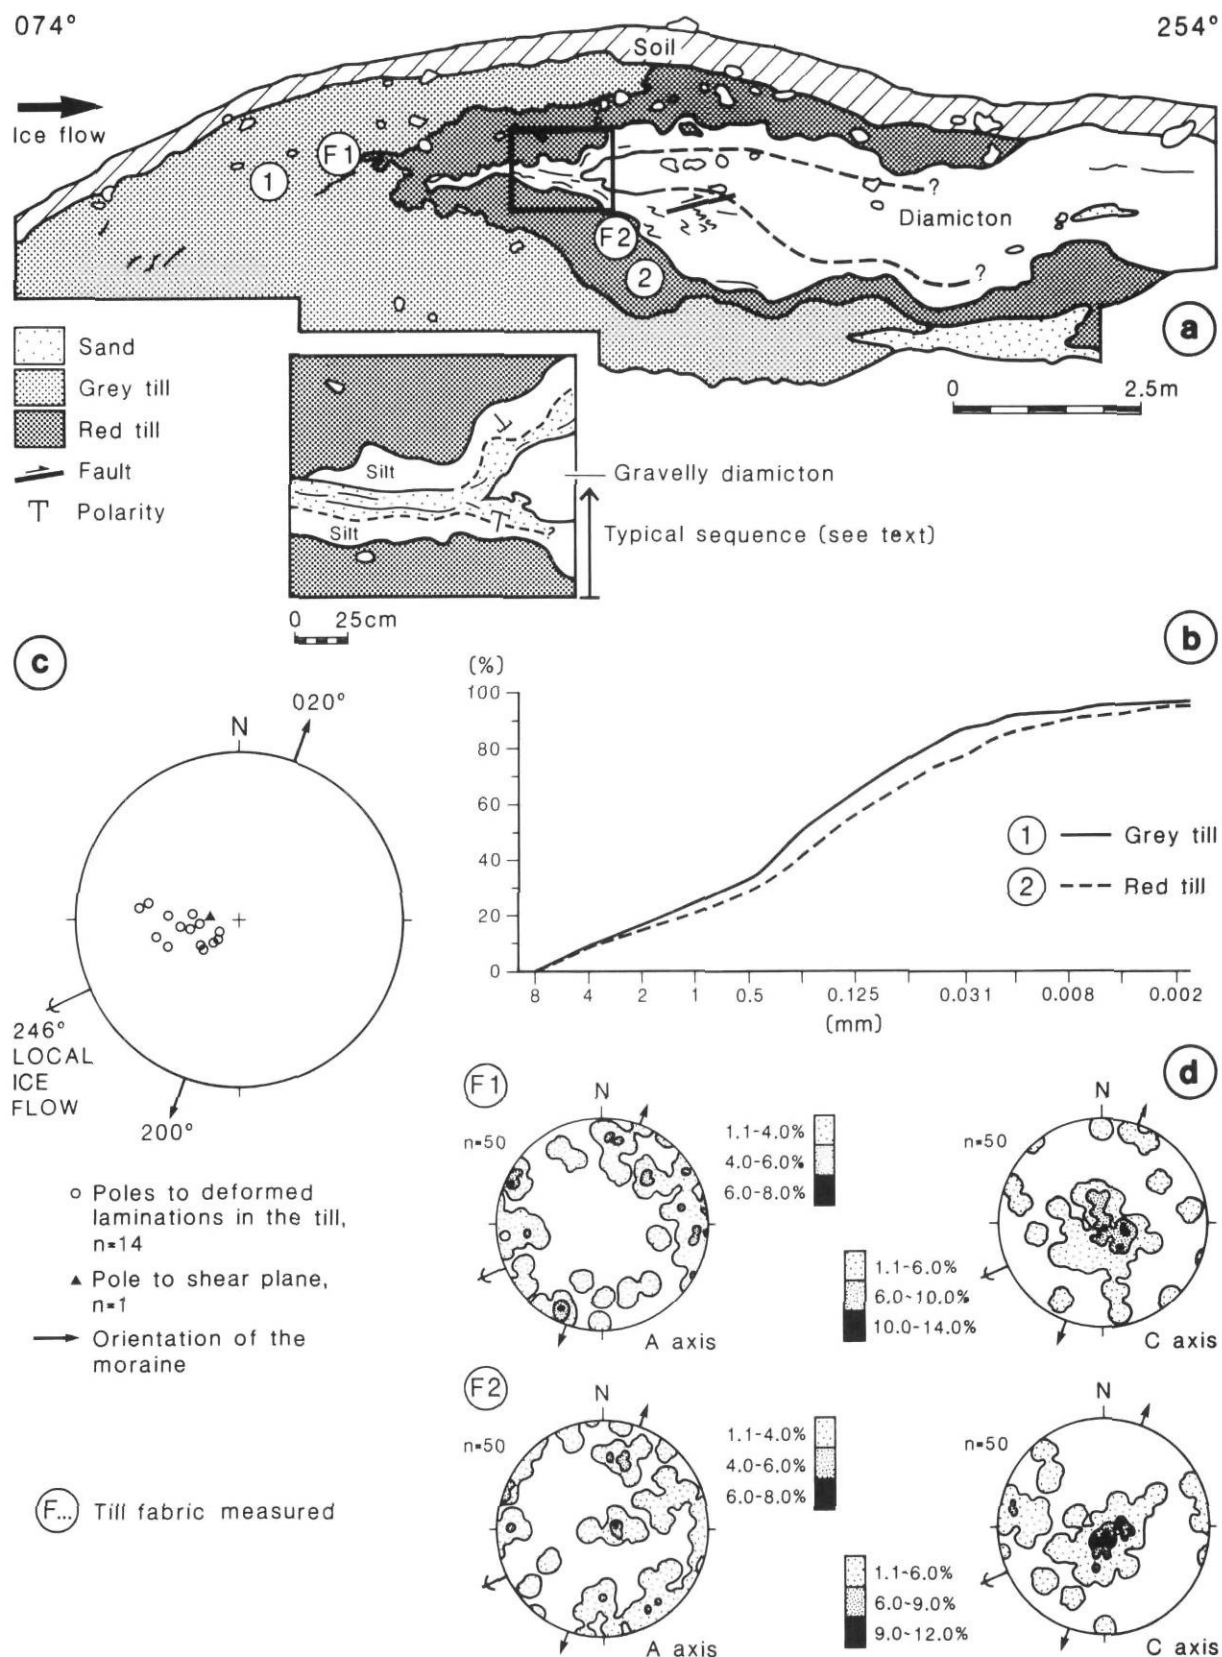 074°
254°
Soil
Ice flow
F1
1
F2
2
Diamicton
?
?
a
Sand
Grey till
Red till
Fault
Polarity
0 2.5m
Silt
Silt
?
Gravelly diamicton
Typical sequence (see text)
0 25cm
b
c
N
020°
246°
LOCAL
ICE
FLOW
200°
Poles to deformed
laminations in the till,
n=14
Pole to shear plane,
n=1
Orientation of the
moraine
F... Till fabric measured
(%)
100
80
60
40
20
0
8 4 2 1 0.5 0.125 0.031 0.008 0.002
(mm)
1 Grey till
2 Red till
d
F1
N
n=50
1.1-4.0%
4.0-6.0%
6.0-8.0%
A axis
N
n=50
1.1-6.0%
6.0-10.0%
10.0-14.0%
C axis
F2
N
n=50
1.1-4.0%
4.0-6.0%
6.0-8.0%
A axis
N
n=50
1.1-6.0%
6.0-9.0%
9.0-12.0%
C axis